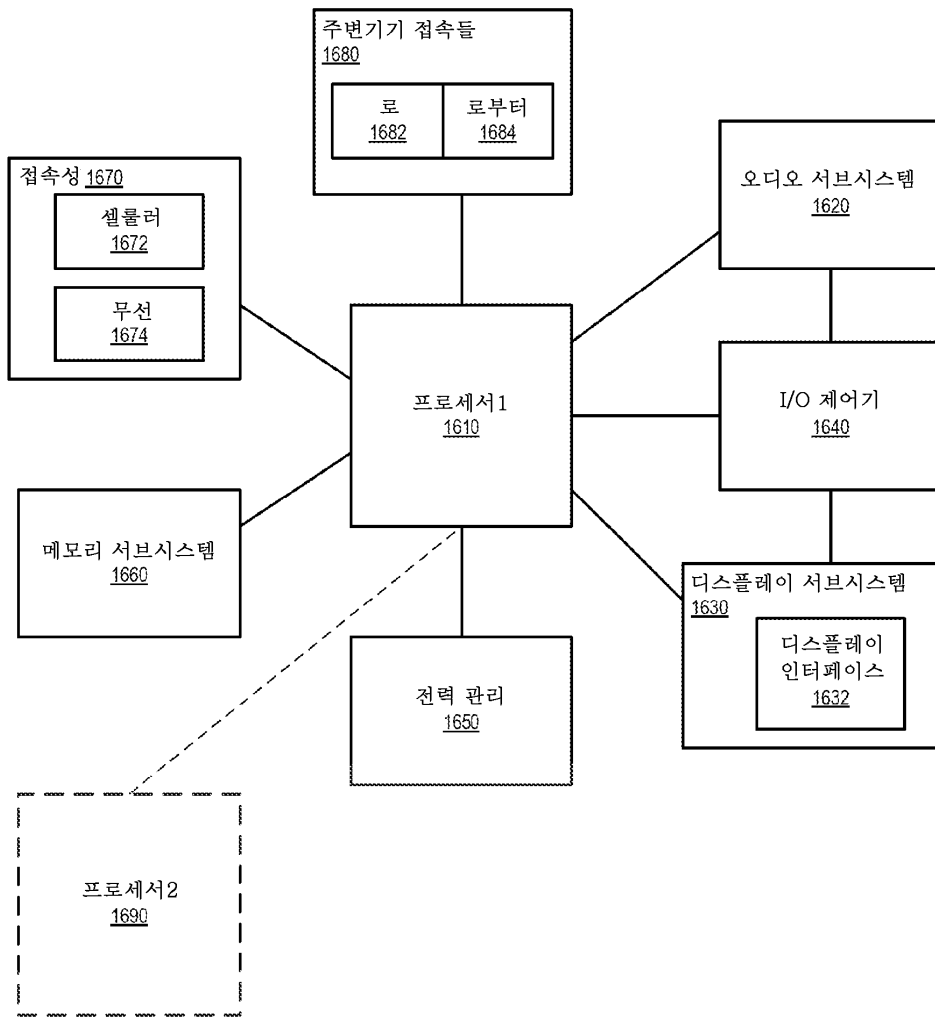 주변기기 접속들
1680
로
1682
로부터
1684
접속성 1670
셀룰러
1672
무선
1674
오디오 서브시스템
1620
프로세서1
1610
I/O 제어기
1640
메모리 서브시스템
1660
디스플레이 서브시스템
1630
디스플레이
인터페이스
1632
전력 관리
1650
프로세서2
1690